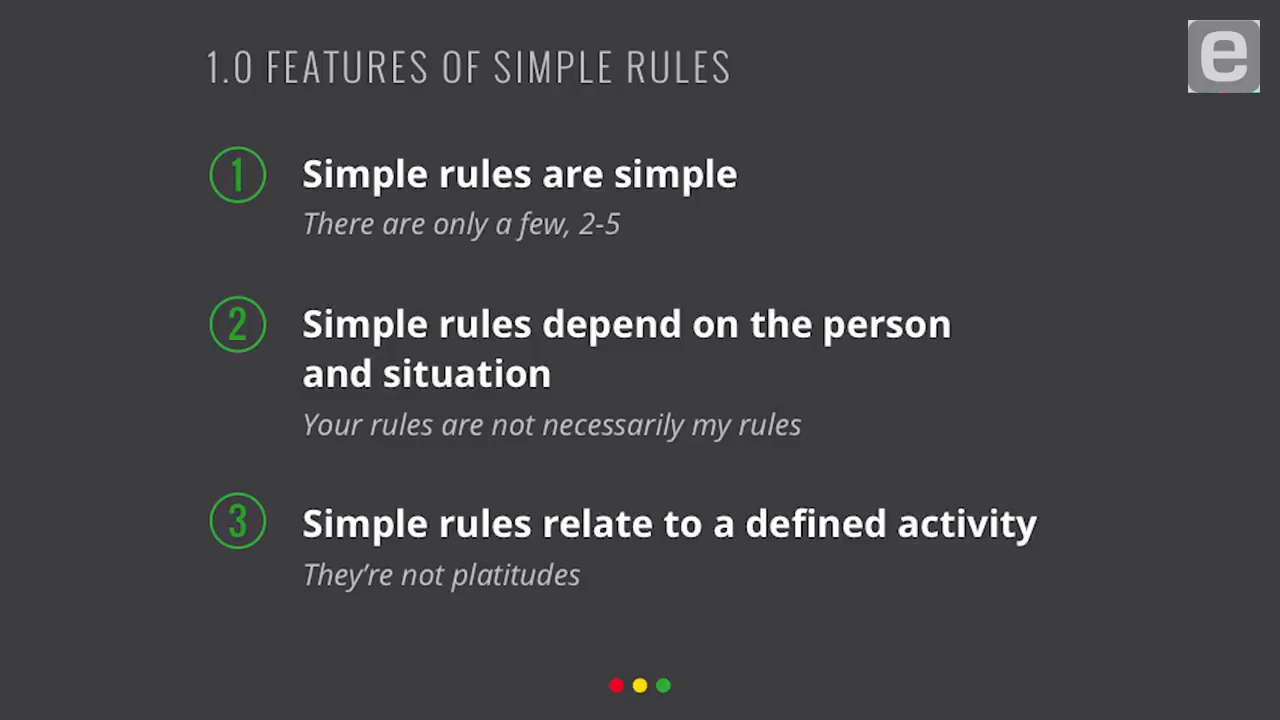 1.0 FEATURES OF SIMPLE RULES
e
1
Simple rules are simple
There are only a few, 2-5
2
Simple rules depend on the person
and situation
Your rules are not necessarily my rules
3
Simple rules relate to a defined activity
They’re not platitudes